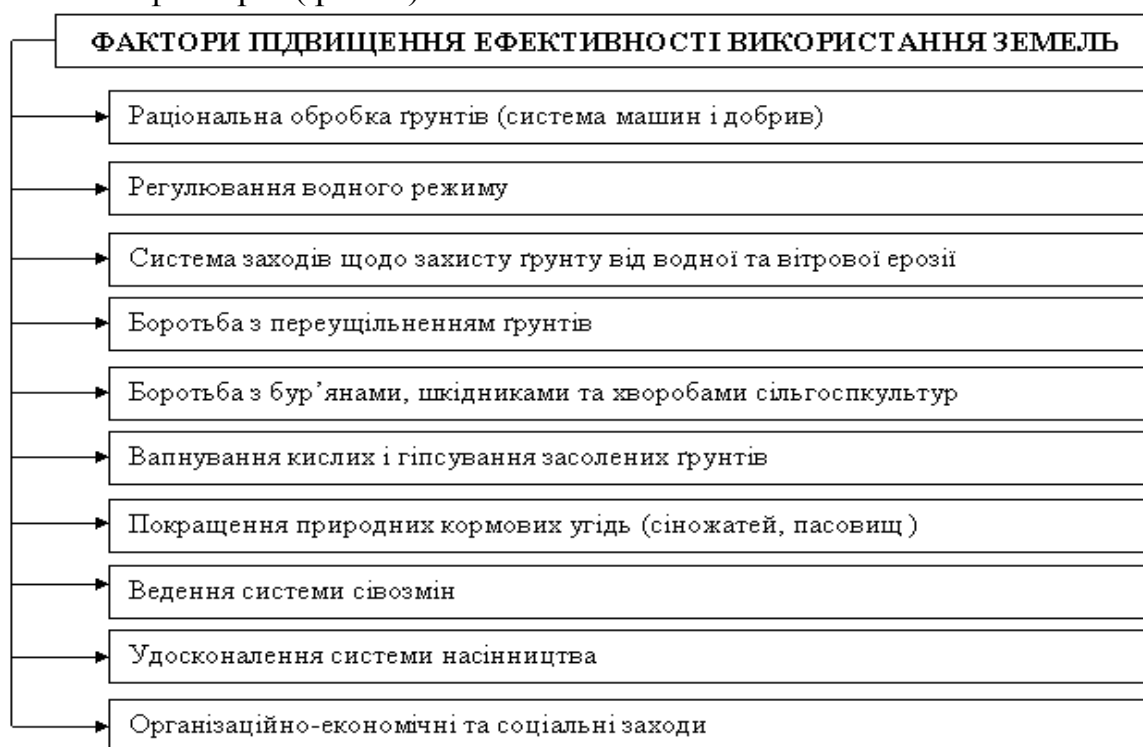 ФАКТОРИ ПІДВИЩЕННЯ ЕФЕКТИВНОСТІ ВИКОРИСТАННЯ ЗЕМЕЛЬ
Раціональна обробка ґрунтів (система машин і добрив)
Регулювання водного режиму
Система заходів щодо захисту ґрунту від водної та вітрової ерозії
Боротьба з переущільненням ґрунтів
Боротьба з бур’янами, шкідниками та хворобами сільгоспкультур
Вапнування кислих і гіпсування засолених ґрунтів
Покращення природних кормових угідь (сіножатей, пасовищ )
Ведення системи сівозмін
Удосконалення системи насінництва
Організаційно-економічні та соціальні заходи